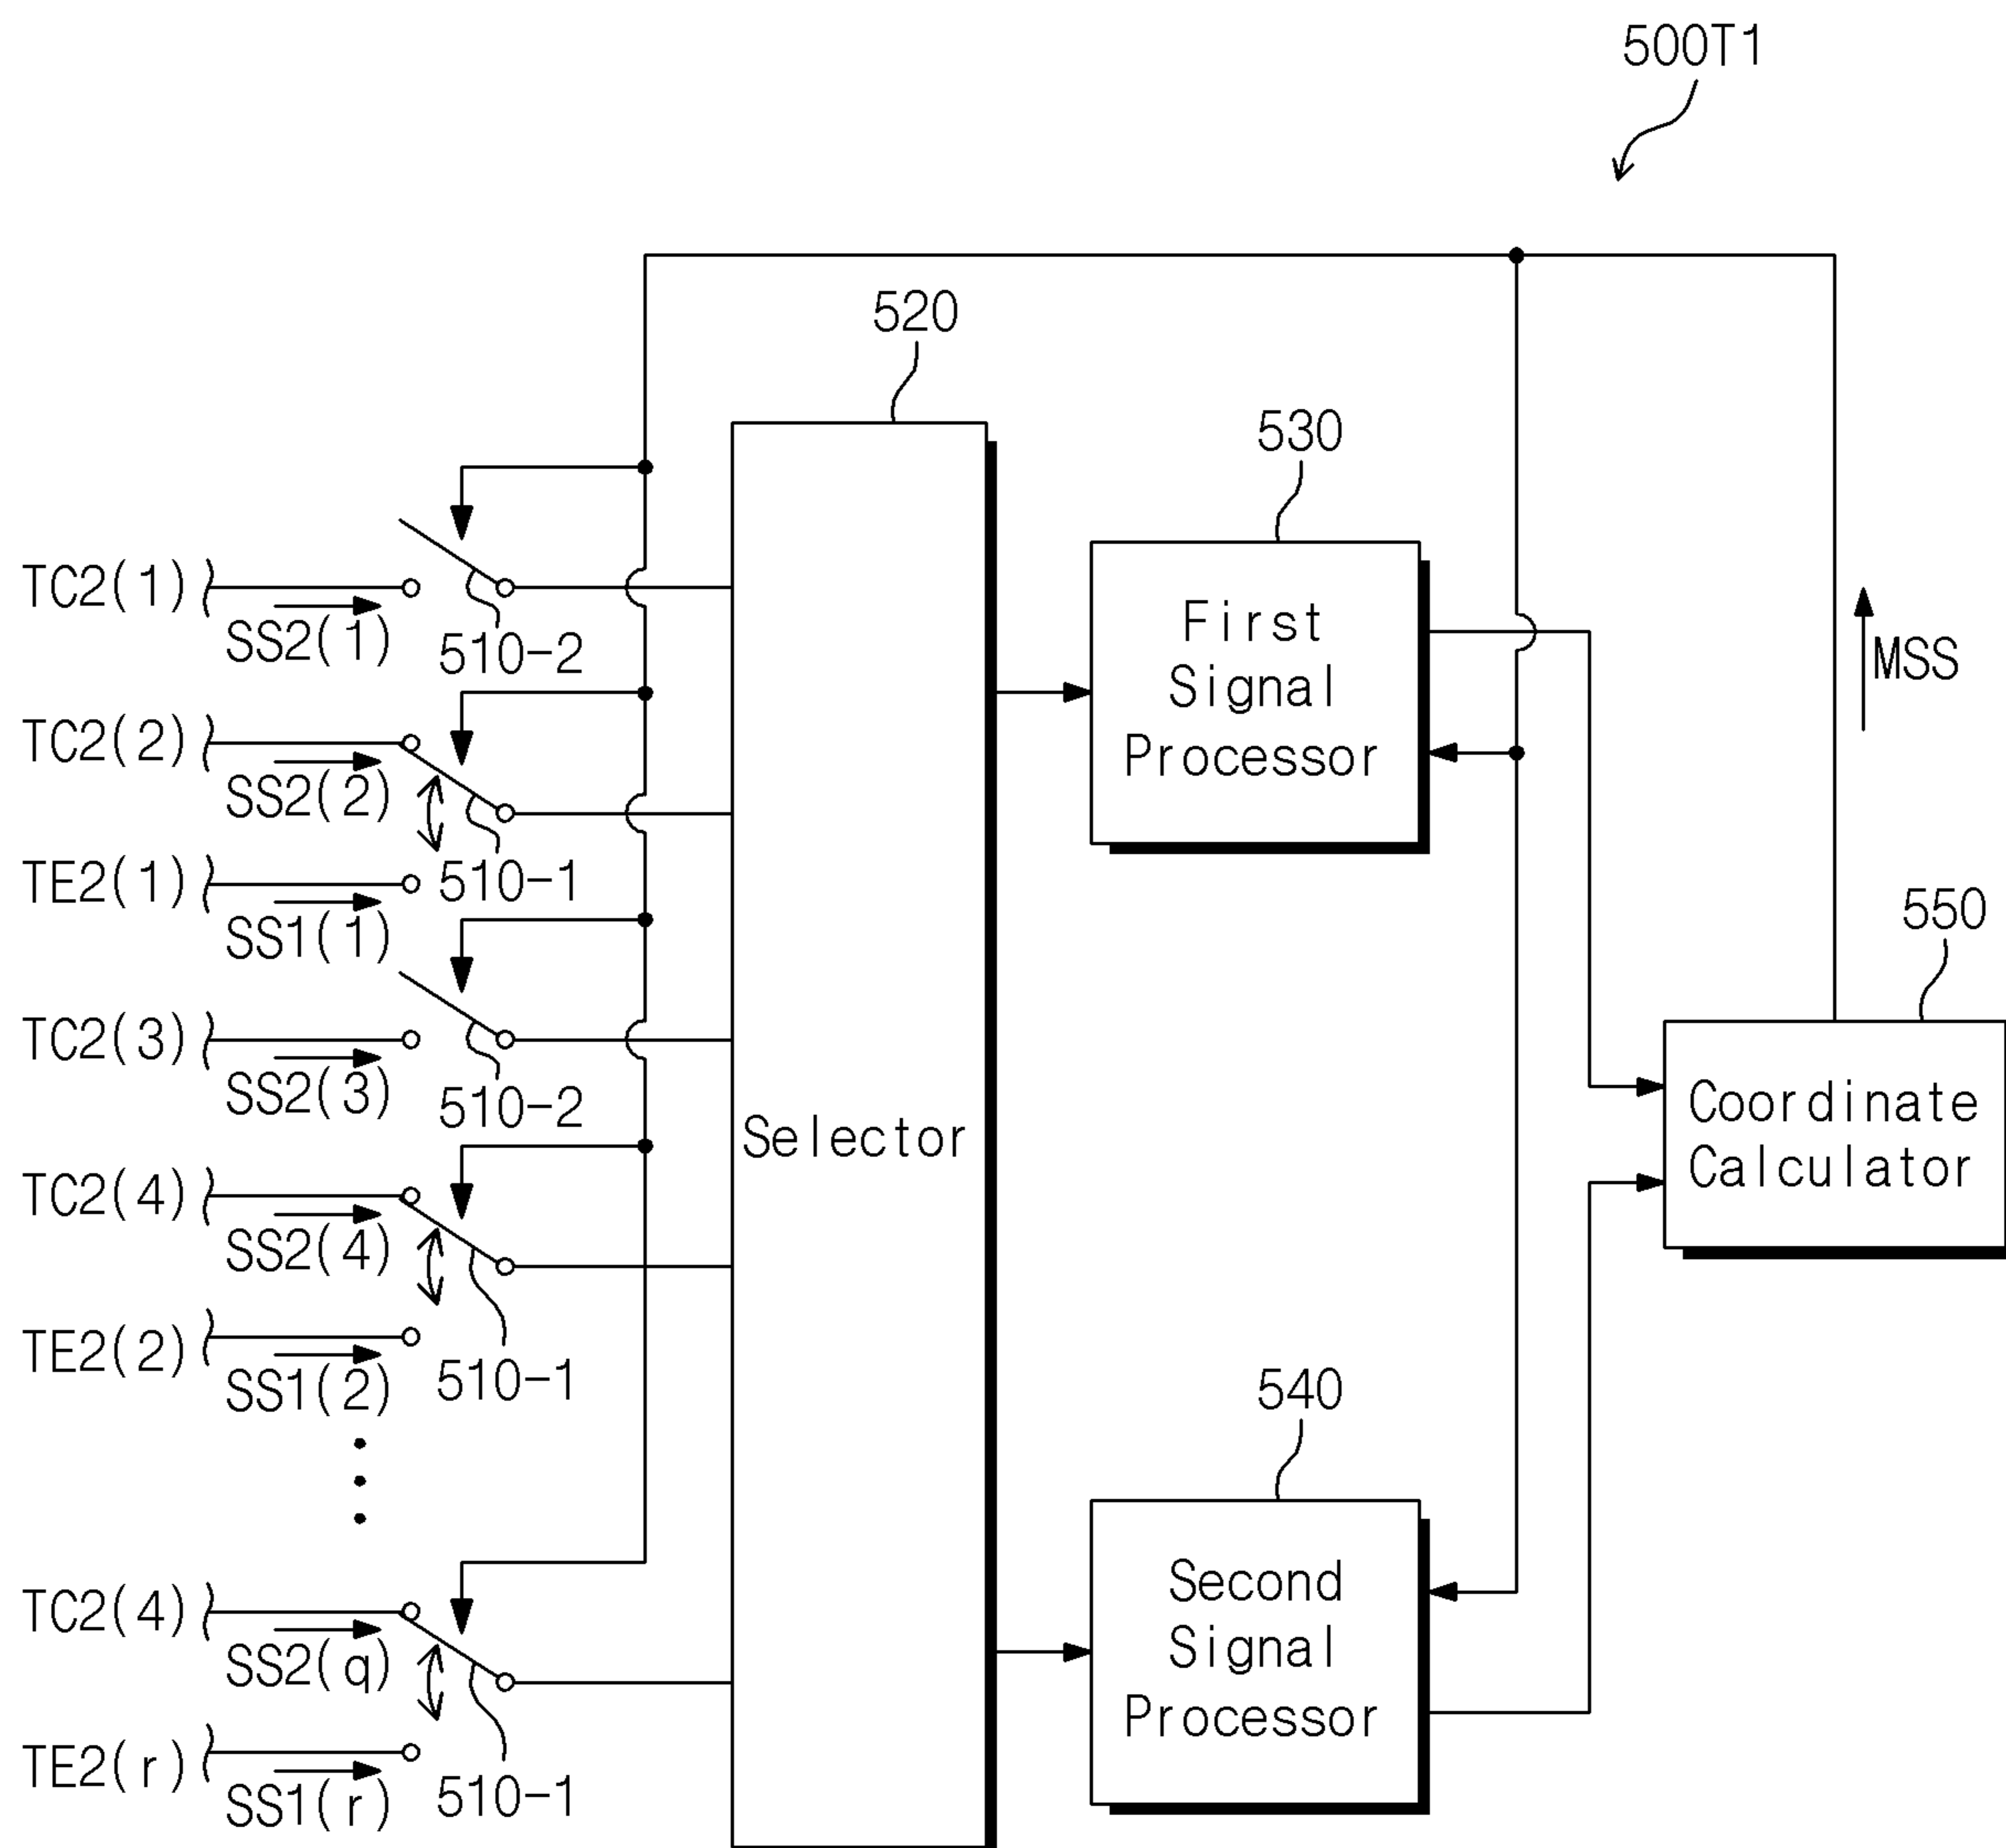 500T1
520
530
TC2(1)
SS2(1)
510-2
First
Signal
Processor
MSS
TC2(2)
SS2(2)
510-1
TE2(1)
SS1(1)
550
TC2(3)
SS2(3)
510-2
Selector
Coordinate
Calculator
TC2(4)
SS2(4)
TE2(2)
SS1(2)
510-1
540
TC2(4)
SS2(q)
Second
Signal
Processor
TE2(r)
SS1(r)
510-1